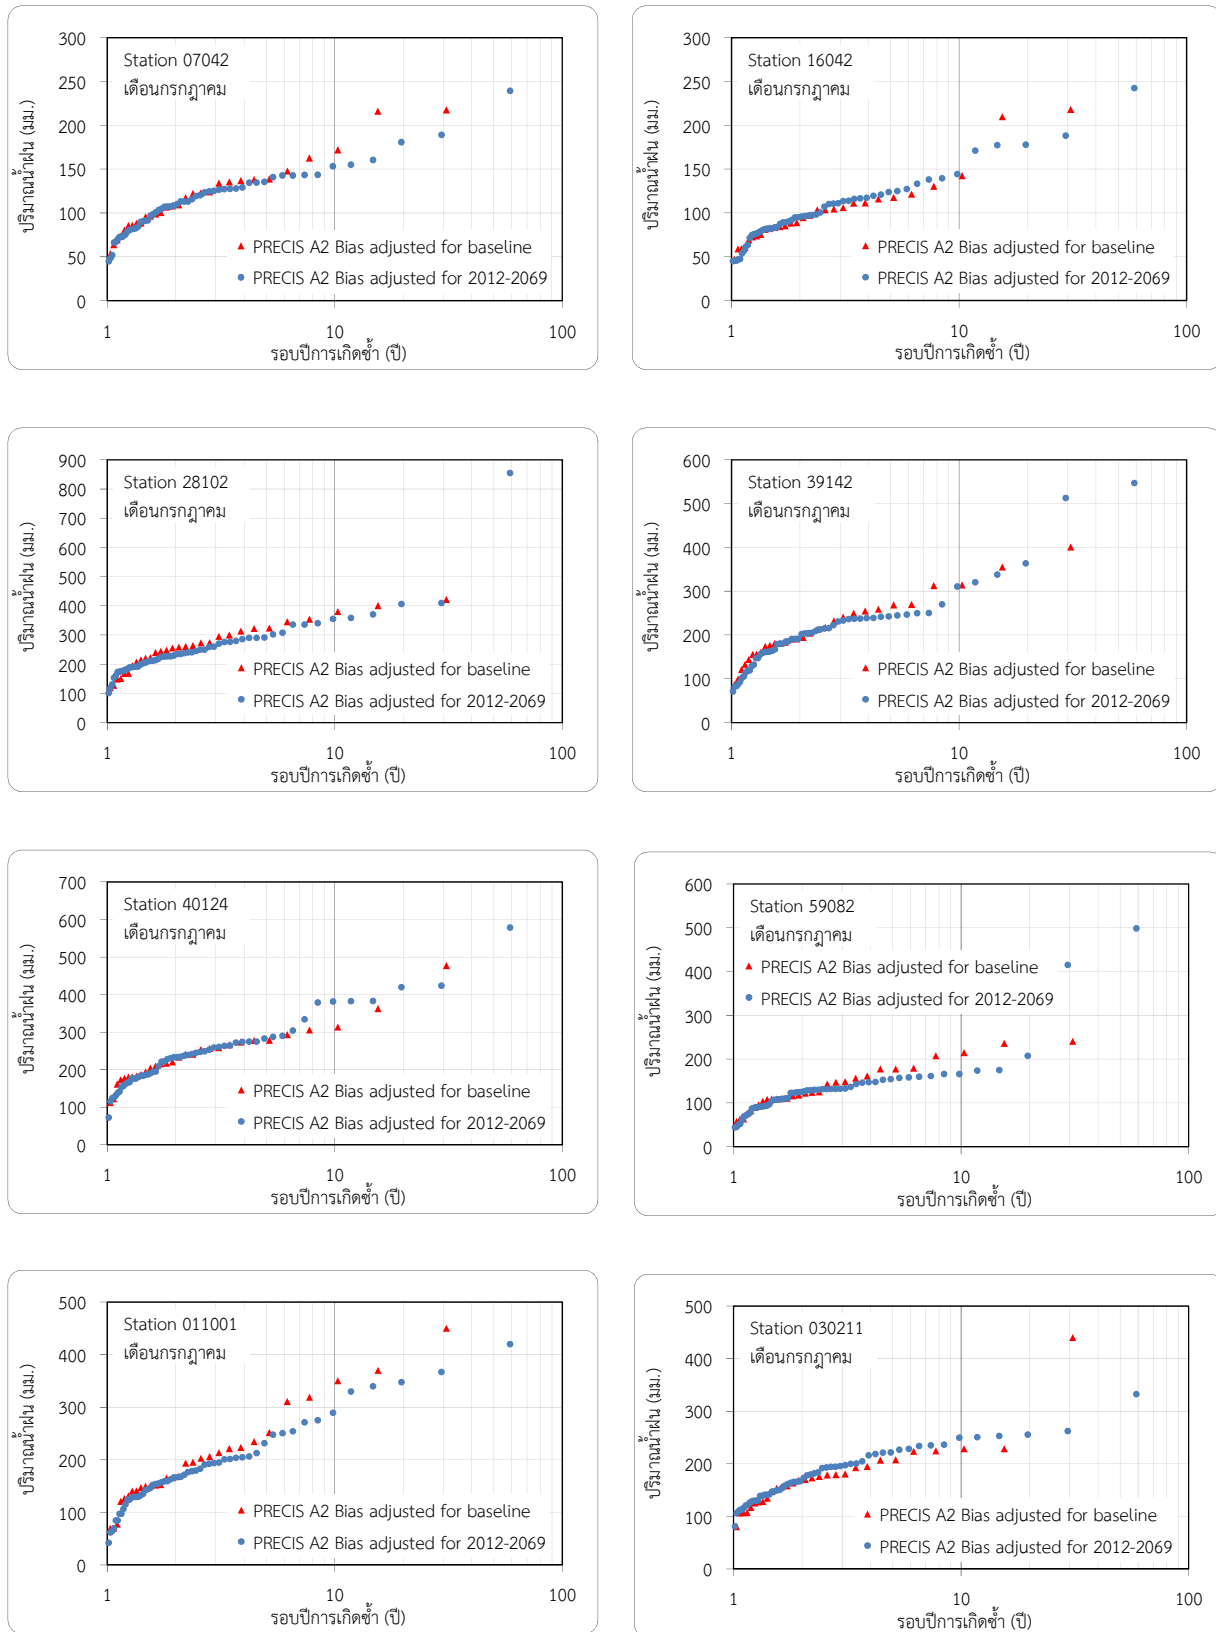 300
250
200
150
100
50
0
ปริมาณน้ำฝน (มม.)
Station 07042
เดือนกรกฎาคม
PRECIS A2 Bias adjusted for baseline
PRECIS A2 Bias adjusted for 2012-2069
1
10
100
รอบปีการเกิดซ้ำ (ปี)
300
250
200
150
100
50
0
ปริมาณน้ำฝน (มม.)
Station 16042
เดือนกรกฎาคม
PRECIS A2 Bias adjusted for baseline
PRECIS A2 Bias adjusted for 2012-2069
1
10
100
รอบปีการเกิดซ้ำ (ปี)
900
800
700
600
500
400
300
200
100
0
ปริมาณน้ำฝน (มม.)
Station 28102
เดือนกรกฎาคม
PRECIS A2 Bias adjusted for baseline
PRECIS A2 Bias adjusted for 2012-2069
1
10
100
รอบปีการเกิดซ้ำ (ปี)
600
500
400
300
200
100
0
ปริมาณน้ำฝน (มม.)
Station 39142
เดือนกรกฎาคม
PRECIS A2 Bias adjusted for baseline
PRECIS A2 Bias adjusted for 2012-2069
1
10
100
รอบปีการเกิดซ้ำ (ปี)
700
600
500
400
300
200
100
0
ปริมาณน้ำฝน (มม.)
Station 40124
เดือนกรกฎาคม
PRECIS A2 Bias adjusted for baseline
PRECIS A2 Bias adjusted for 2012-2069
1
10
100
รอบปีการเกิดซ้ำ (ปี)
600
500
400
300
200
100
0
ปริมาณน้ำฝน (มม.)
Station 59082
เดือนกรกฎาคม
PRECIS A2 Bias adjusted for baseline
PRECIS A2 Bias adjusted for 2012-2069
1
10
100
รอบปีการเกิดซ้ำ (ปี)
500
400
300
200
100
0
ปริมาณน้ำฝน (มม.)
Station 011001
เดือนกรกฎาคม
PRECIS A2 Bias adjusted for baseline
PRECIS A2 Bias adjusted for 2012-2069
1
10
100
รอบปีการเกิดซ้ำ (ปี)
500
400
300
200
100
0
ปริมาณน้ำฝน (มม.)
Station 030211
เดือนกรกฎาคม
PRECIS A2 Bias adjusted for baseline
PRECIS A2 Bias adjusted for 2012-2069
1
10
100
รอบปีการเกิดซ้ำ (ปี)